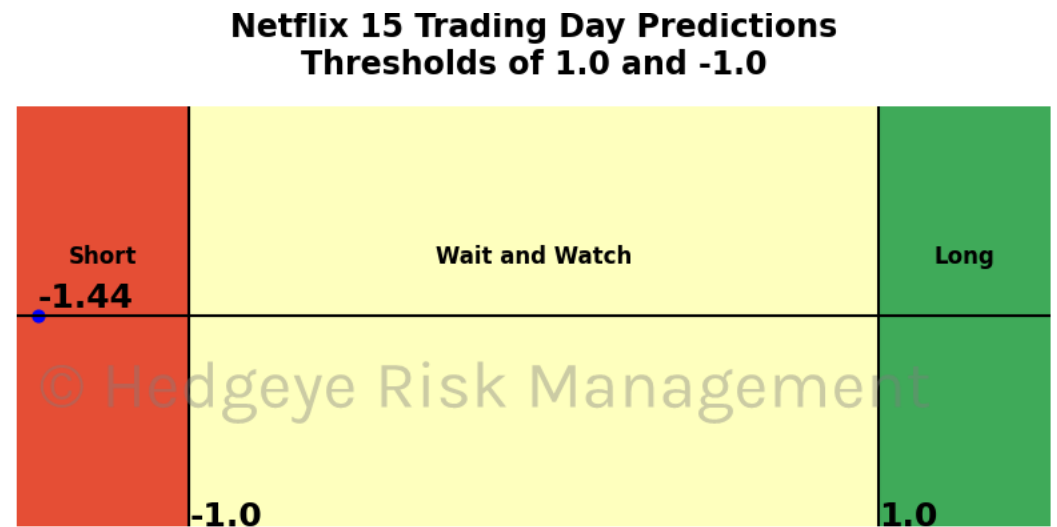 Netflix 15 Trading Day Predictions
Thresholds of 1.0 and -1.0
Short
Wait and Watch
Long
-1.44
© Hedgeye Risk Management
-1.0
1.0